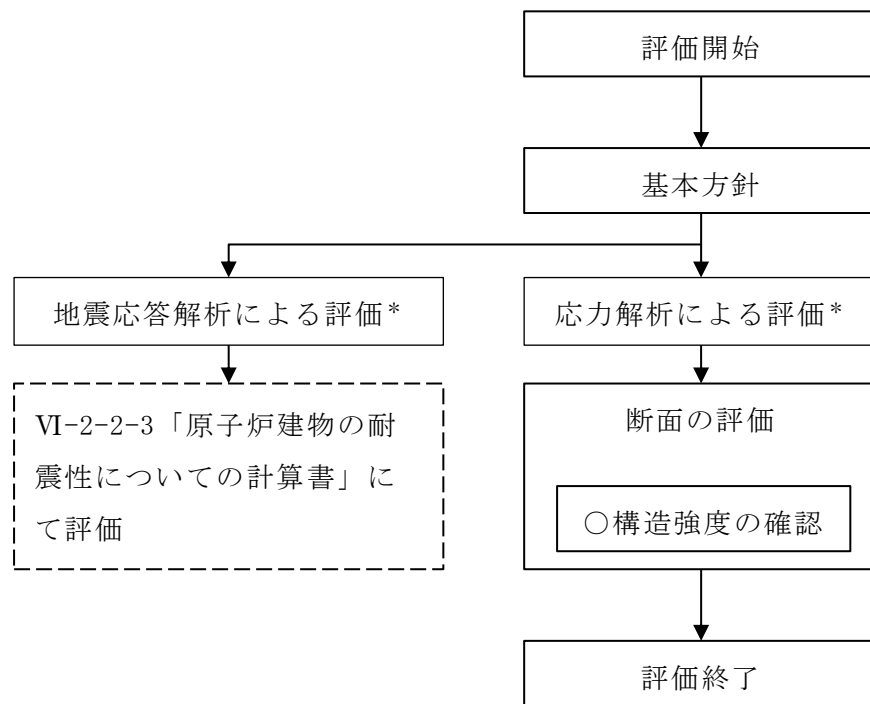 評価開始
基本方針
地震応答解析による評価*
応力解析による評価*
Ⅵ-2-2-3「原子炉建物の耐
震性についての計算書」に
て評価
断面の評価
○構造強度の確認
評価終了